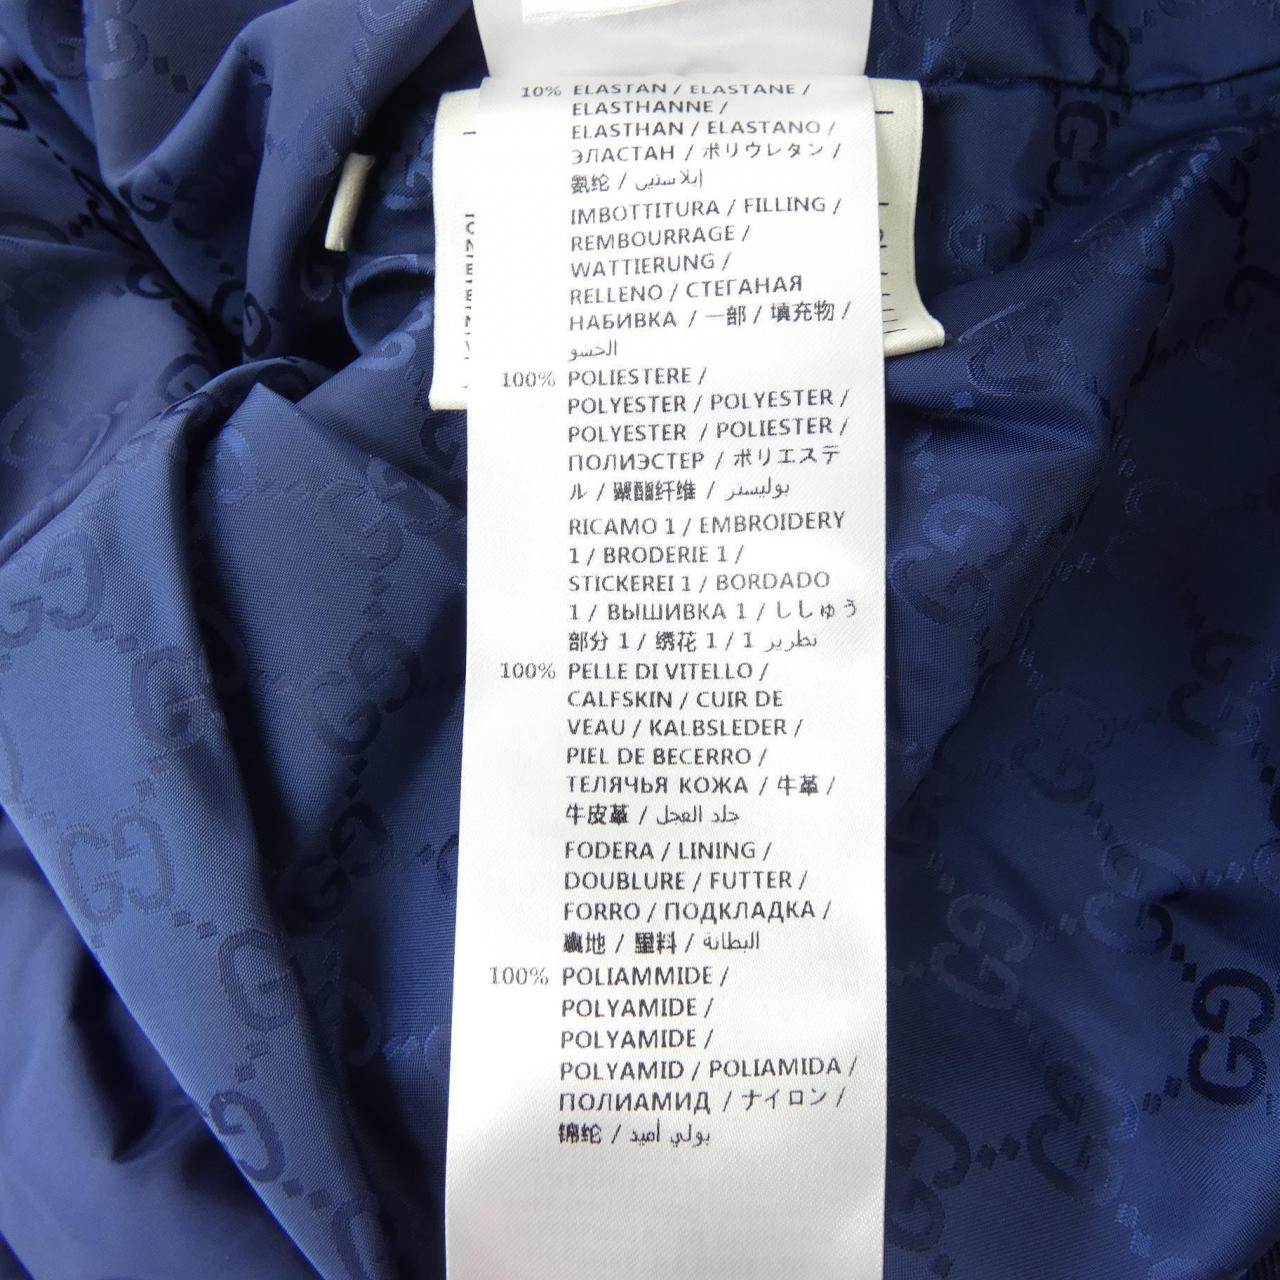 10% ELASTAN / ELASTANE /
ELASTHANNE /
ELASTHAN / ELASTANO /
ЭЛАСТАН / ポリウレタン /
氨纶 / إيلاستيي
IMBOTTITURA / FILLING /
REMBOURRAGE /
WATTIERUNG /
RELLENO / СТЕГАНАЯ
НАБИВКА / 一部 / 填充物 /
الحشو
100% POLIESTERE /
POLYESTER / POLYESTER /
POLYESTER / POLIESTER /
ПОЛИЭСТЕР / ポリエステ
ル / 聚酯纤维 / بوليستر
RICAMO 1 / EMBROIDERY
1 / BRODERIE 1 /
STICKEREI 1 / BORDADO
1 / ВЫШИВКА 1 / ししゅう
部分 1 / 绣花 1 / 1 تطريز
100% PELLE DI VITELLO /
CALFSKIN / CUIR DE
VEAU / KALBSLEDER /
PIEL DE BECERRO /
ТЕЛЯЧЬЯ КОЖА / 牛革 /
牛皮革 / جلد العجل
FODERA / LINING /
DOUBLURE / FUTTER /
FORRO / ПОДКЛАДКА /
裏地 / 里料 / البطانة
100% POLIAMMIDE /
POLYAMIDE /
POLYAMIDE /
POLYAMID / POLIAMIDA /
ПОЛИАМИД / ナイロン /
锦纶 / بولي أميد